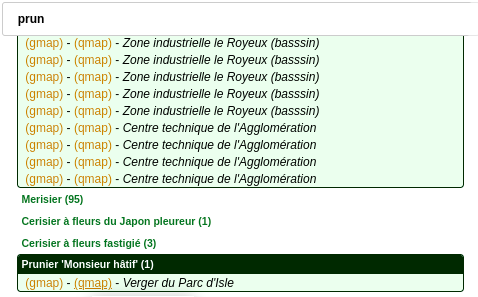 prun
(gmap) - (qmap) - Zone industrielle le Royeux (basssin)
(gmap) - (qmap) - Zone industrielle le Royeux (basssin)
(gmap) - (qmap) - Zone industrielle le Royeux (basssin)
(gmap) - (qmap) - Zone industrielle le Royeux (basssin)
(gmap) - (qmap) - Zone industrielle le Royeux (basssin)
(gmap) - (qmap) - Centre technique de l'Agglomération
(gmap) - (qmap) - Centre technique de l'Agglomération
(gmap) - (qmap) - Centre technique de l'Agglomération
(gmap) - (qmap) - Centre technique de l'Agglomération
Merisier (95)
Cerisier à fleurs du Japon pleureur (1)
Cerisier à fleurs fastigié (3)
Prunier 'Monsieur hâtif' (1)
(gmap) - (qmap) - Verger du Parc d'Isle